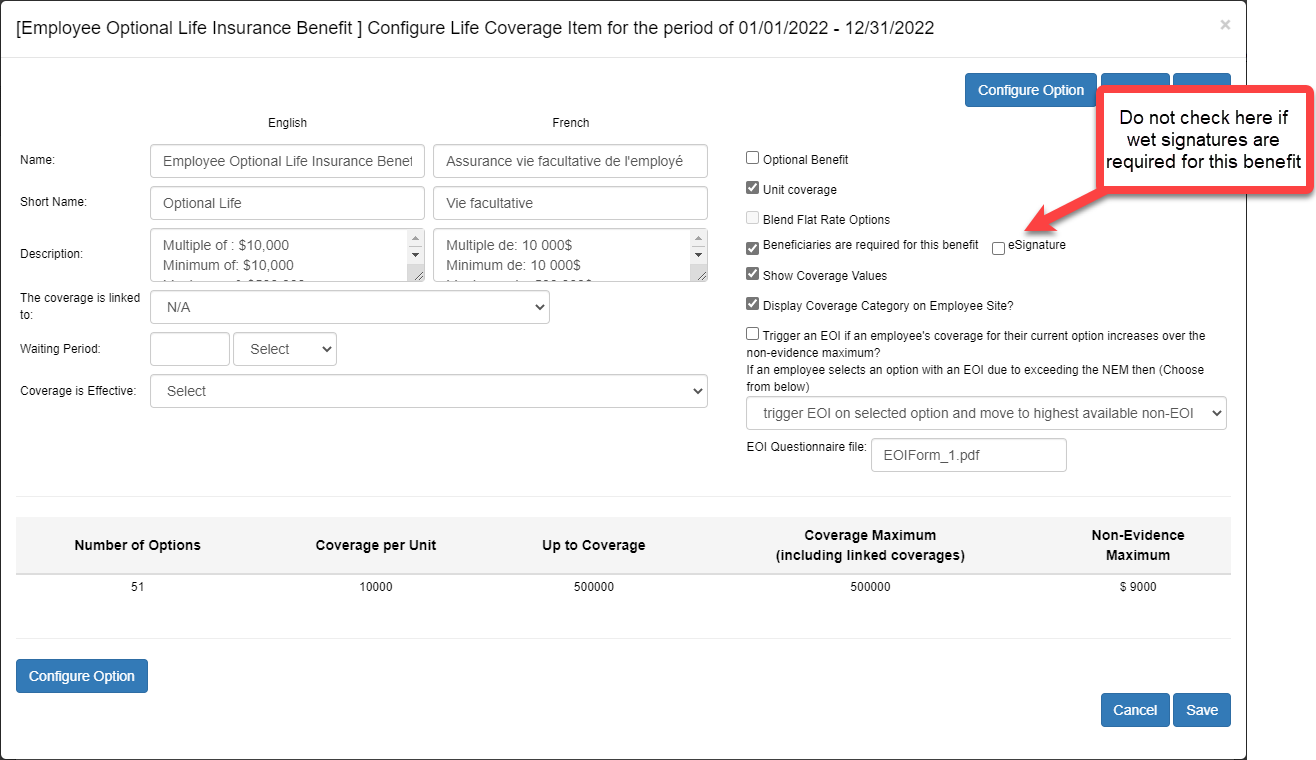 [Employee Optional Life Insurance Benefit ] Configure Life Coverage Item for the period of 01/01/2022 - 12/31/2022
×
Configure Option
Do not check here if
wet signatures are
required for this benefit
English
French
Name:
Employee Optional Life Insurance Benef
Assurance vie facultative de l'employé
Short Name:
Optional Life
Vie facultative
Description:
Multiple of : $10,000
Minimum of: $10,000
Multiple de: 10 000$
Minimum de: 10 000$
The coverage is linked
to:
N/A
Waiting Period:
Select
Coverage is Effective:
Select
Optional Benefit
Unit coverage
Blend Flat Rate Options
Beneficiaries are required for this benefit
eSignature
Show Coverage Values
Display Coverage Category on Employee Site?
Trigger an EOI if an employee's coverage for their current option increases over the
non-evidence maximum?
If an employee selects an option with an EOI due to exceeding the NEM then (Choose
from below)
trigger EOI on selected option and move to highest available non-EOI
EOI Questionnaire file:
EOIForm_1.pdf
Number of Options
Coverage per Unit
Up to Coverage
Coverage Maximum
(including linked coverages)
Non-Evidence
Maximum
51
10000
500000
500000
$ 9000
Configure Option
Cancel
Save